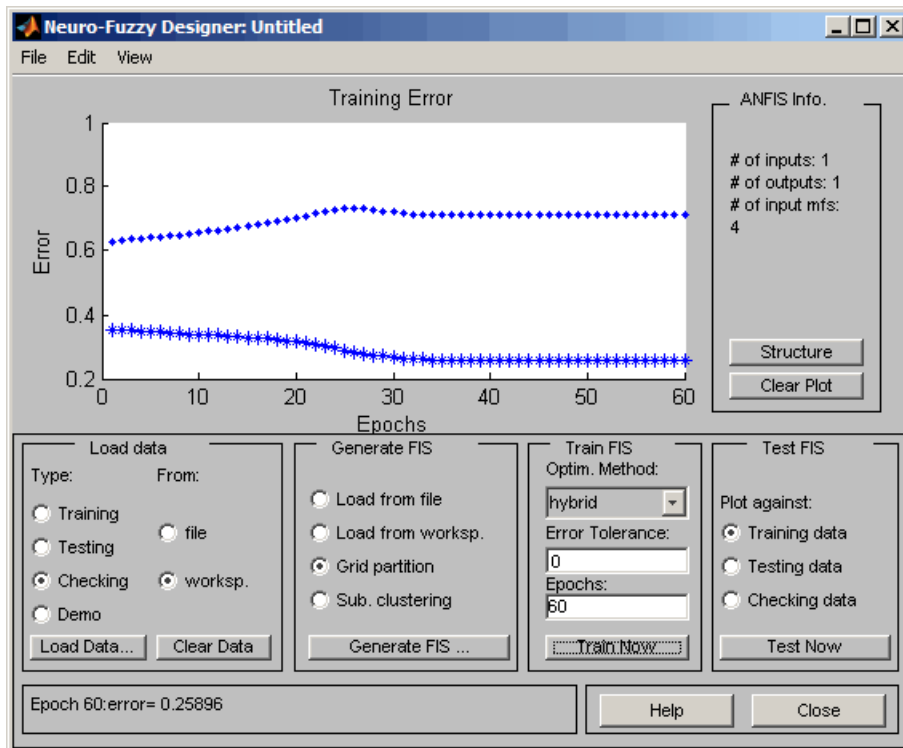 Neuro-Fuzzy Designer: Untitled
File Edit View
Training Error
1
0.8
0.6
0.4
0.2
Error
0 10 20 30 40 50 60
Epochs
ANFIS Info.
# of inputs: 1
# of outputs: 1
# of input mfs:
4
Structure
Clear Plot
Load data
Type: From:
Training
Testing
Checking
Demo
file
worksp.
Load Data... Clear Data
Generate FIS
Load from file
Load from worksp.
Grid partition
Sub. clustering
Generate FIS ...
Train FIS
Optim. Method:
hybrid
Error Tolerance:
0
Epochs:
60
Train Now
Test FIS
Plot against:
Training data
Testing data
Checking data
Test Now
Epoch 60:error= 0.25896
Help Close